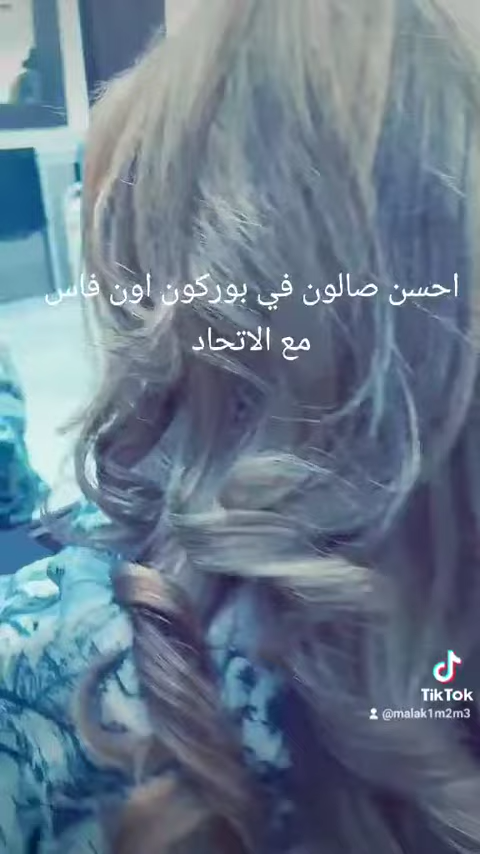 احسن صالون في بوركون اون فاس
مع الاتحاد
TikTok
@malak1m2m3